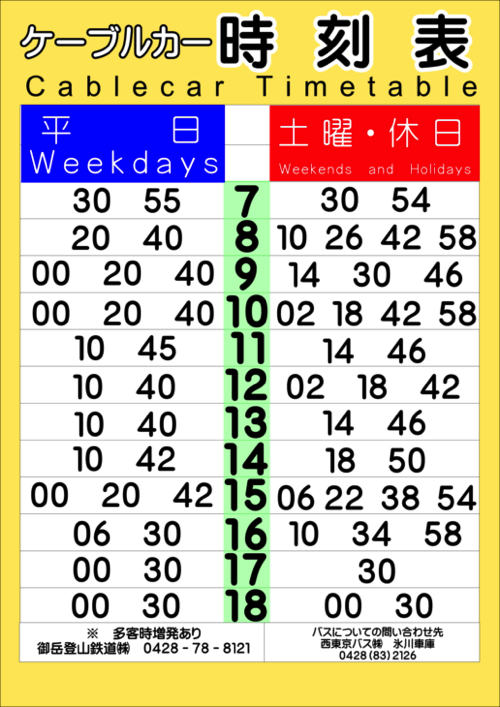 ケーブルカー時刻表
Cablecar Timetable
平 日 土曜・休日
Weekdays Weekends and Holidays
30 55 7 30 54
20 40 8 10 26 42 58
00 20 40 9 14 30 46
00 20 40 10 02 18 42 58
10 45 11 14 46
10 40 12 02 18 42
10 40 13 14 46
10 42 14 18 50
00 20 42 15 06 22 38 54
06 30 16 10 34 58
00 30 17 30
00 30 18 00 30
※ 多客時増発あり
御岳登山鉄道㈱ 0428-78-8121
バスについての問い合わせ先
西東京バス㈱ 氷川車庫
0428(83)2126